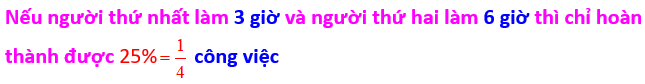 Nếu người thứ nhất làm 3 giờ và người thứ hai làm 6 giờ thì chỉ hoàn
thành được 25%=1/4 công việc